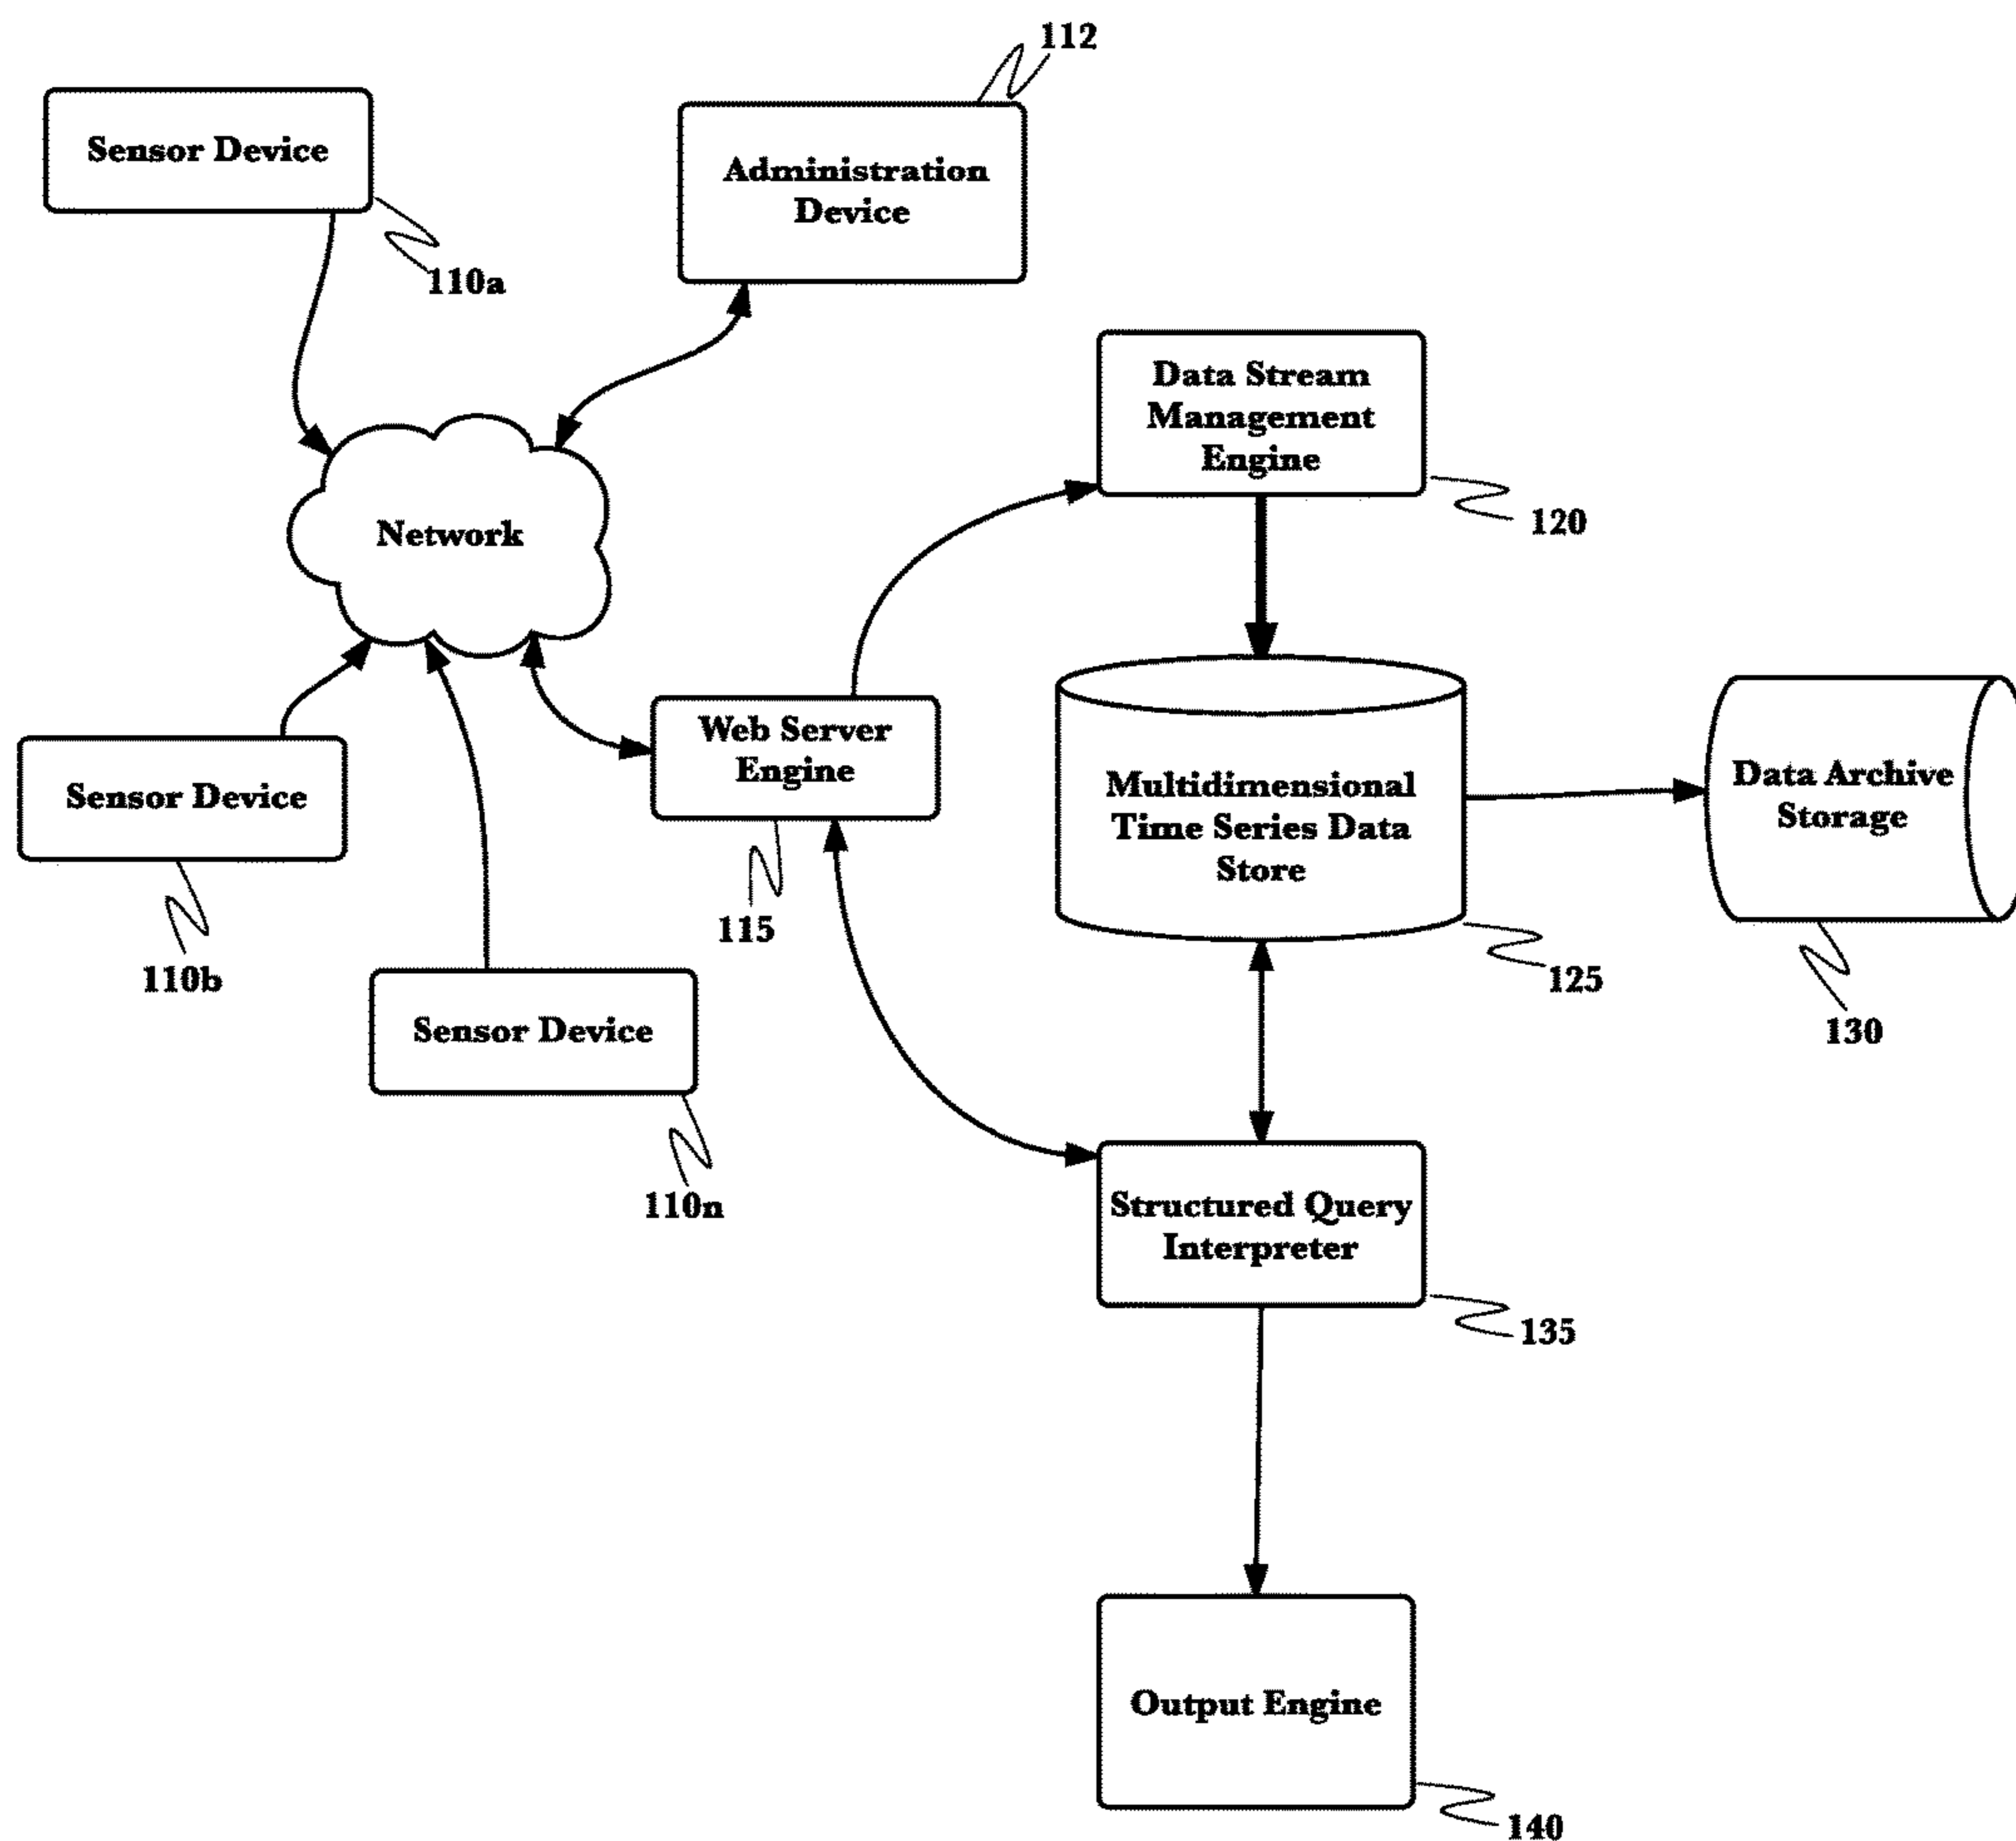 112
Sensor Device
Administration
Device
110a
Data Stream
Management
Engine
120
Network
Web Server
Engine
115
Sensor Device
110b
Multidimensional
Time Series Data
Store
125
Data Archive
Storage
130
Sensor Device
110n
Structured Query
Interpreter
135
Output Engine
140